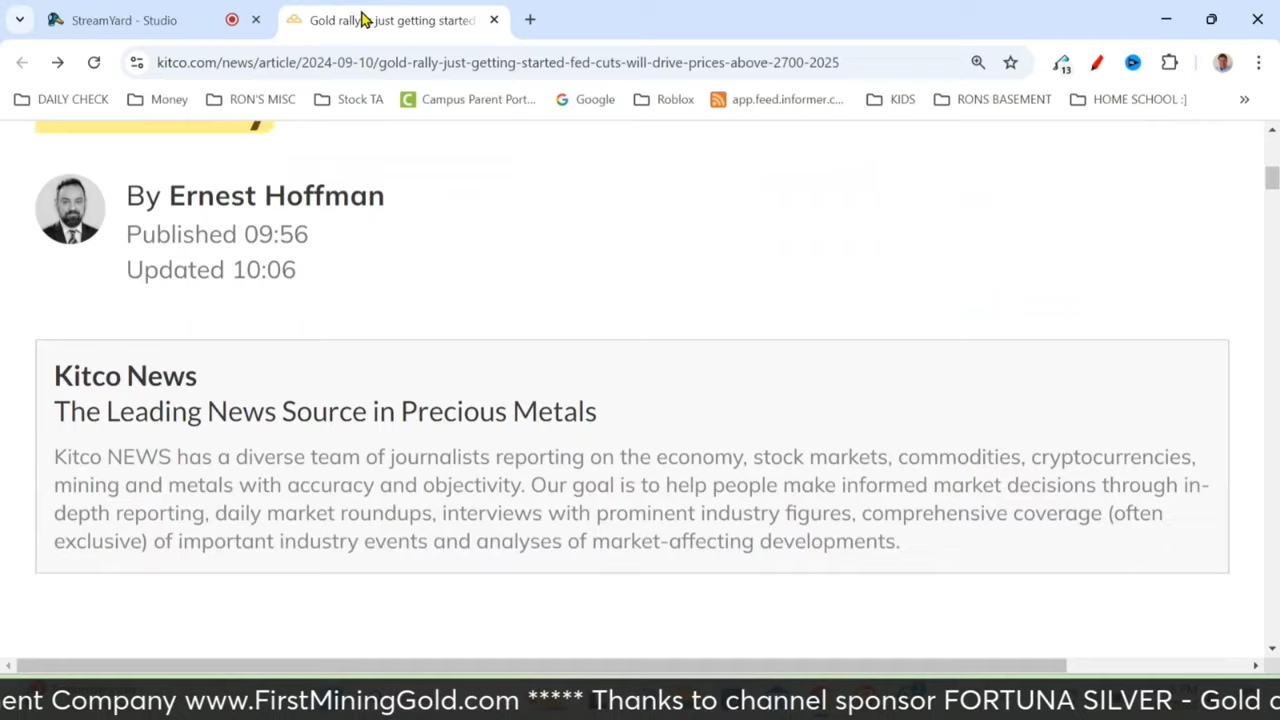 StreamYard - Studio
Gold rally just getting started
kitco.com/news/article/2024-09-10/gold-rally-just-getting-started-fed-cuts-will-drive-prices-above-2700-2025
13
DAILY CHECK
Money
RON'S MISC
Stock TA
Campus Parent Port...
Google
Roblox
app.feed.informer.c...
KIDS
RONS BASEMENT
HOME SCHOOL :]
By Ernest Hoffman
Published 09:56
Updated 10:06
Kitco News
The Leading News Source in Precious Metals
Kitco NEWS has a diverse team of journalists reporting on the economy, stock markets, commodities, cryptocurrencies,
mining and metals with accuracy and objectivity. Our goal is to help people make informed market decisions through in-
depth reporting, daily market roundups, interviews with prominent industry figures, comprehensive coverage (often
exclusive) of important industry events and analyses of market-affecting developments.
ent Company www.FirstMiningGold.com ***** Thanks to channel sponsor FORTUNA SILVER - Gold